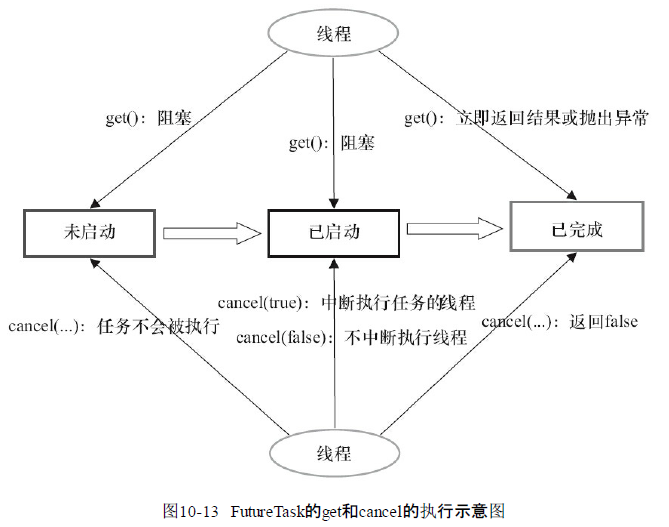 线程
get()：阻塞
get()：立即返回结果或抛出异常
get()：阻塞
未启动
已启动
已完成
cancel(true)：中断执行任务的线程
cancel(...)：任务不会被执行
cancel(...)：返回false
cancel(false)：不中断执行线程
线程
图10-13 FutureTask的get和cancel的执行示意图